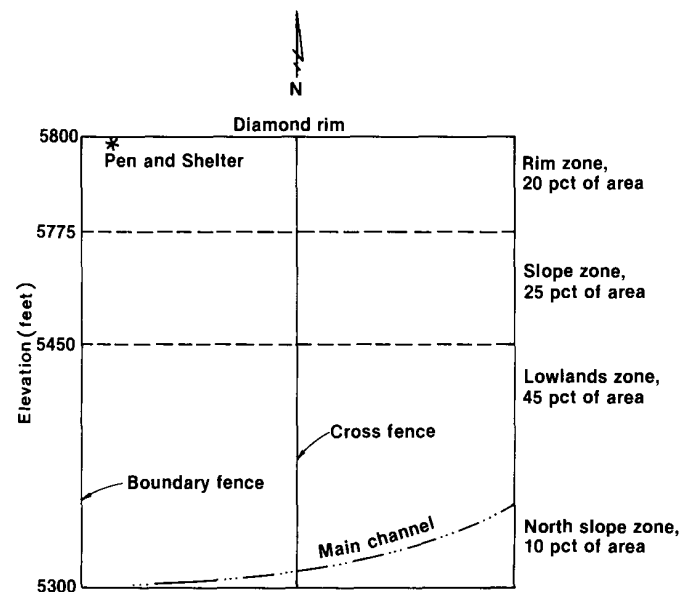 N
Diamond rim
5800
Pen and Shelter
Rim zone,
20 pct of area
5775
Slope zone,
25 pct of area
Elevation (feet)
5450
Lowlands zone,
45 pct of area
Cross fence
Boundary fence
Main channel
North slope zone,
10 pct of area
5300